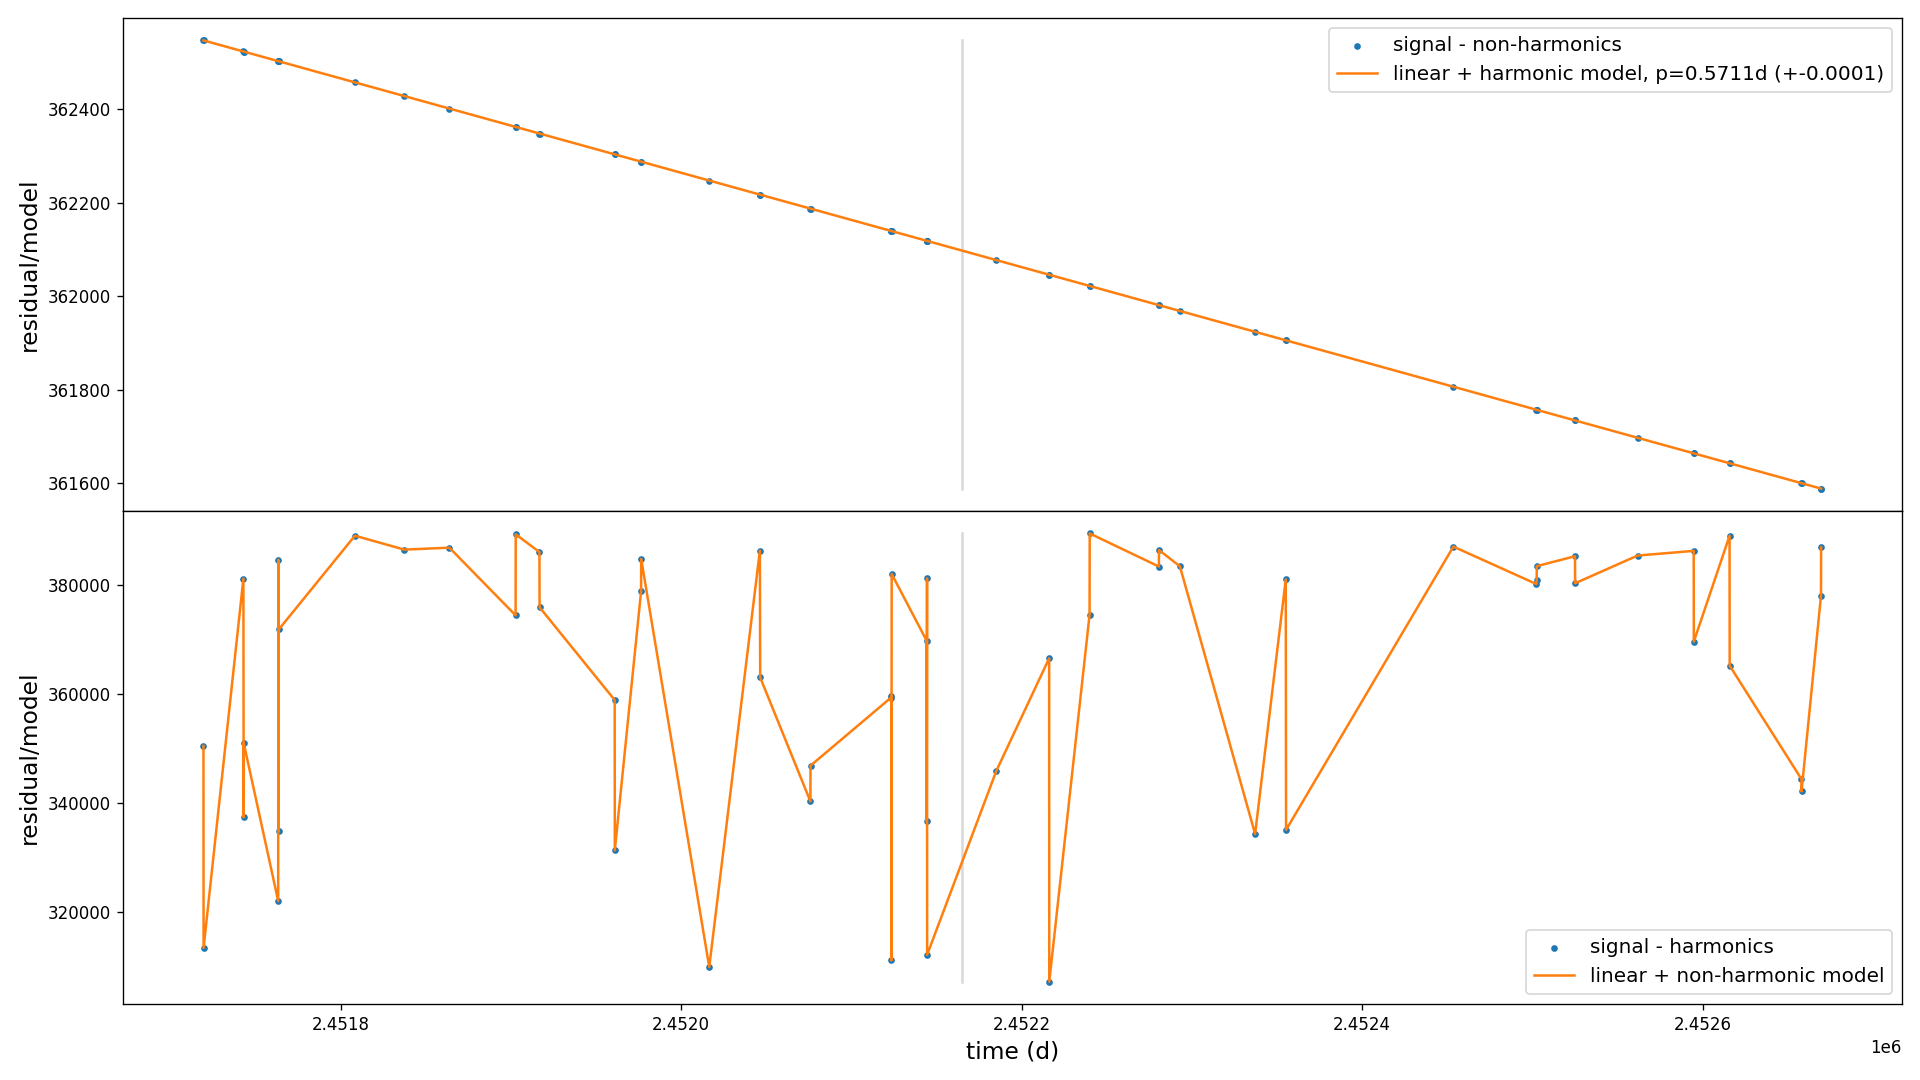 signal - non-harmonics
linear + harmonic model, p=0.5711d (+-0.0001)
residual/model
362400
362200
362000
361800
361600
residual/model
380000
360000
340000
320000
signal - harmonics
linear + non-harmonic model
2.4518
2.4520
2.4522
2.4524
2.4526
time (d)
1e6